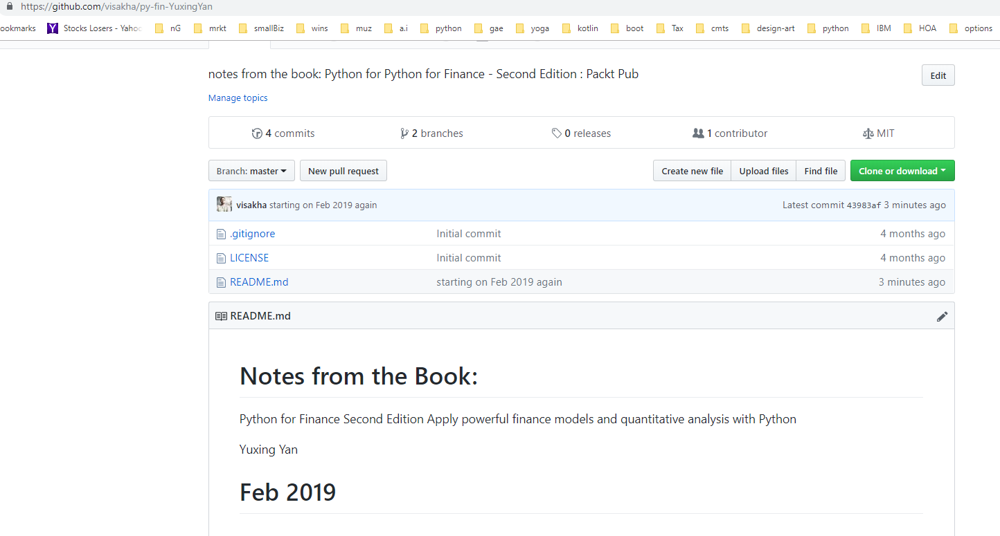 https://github.com/visakha/py-fin-YuxingYan
ookmarks Stocks Losers - Yahoo nG mrkt smallBiz wins muz a.i python gae yoga kotlin boot Tax cmts design-art python IBM HOA options
notes from the book: Python for Python for Finance - Second Edition : Packt Pub
Edit
Manage topics
4 commits 2 branches 0 releases 1 contributor MIT
Branch: master New pull request Create new file Upload files Find file Clone or download
visakha starting on Feb 2019 again Latest commit 43983af 3 minutes ago
.gitignore Initial commit 4 months ago
LICENSE Initial commit 4 months ago
README.md starting on Feb 2019 again 3 minutes ago
README.md
Notes from the Book:
Python for Finance Second Edition Apply powerful finance models and quantitative analysis with Python
Yuxing Yan
Feb 2019